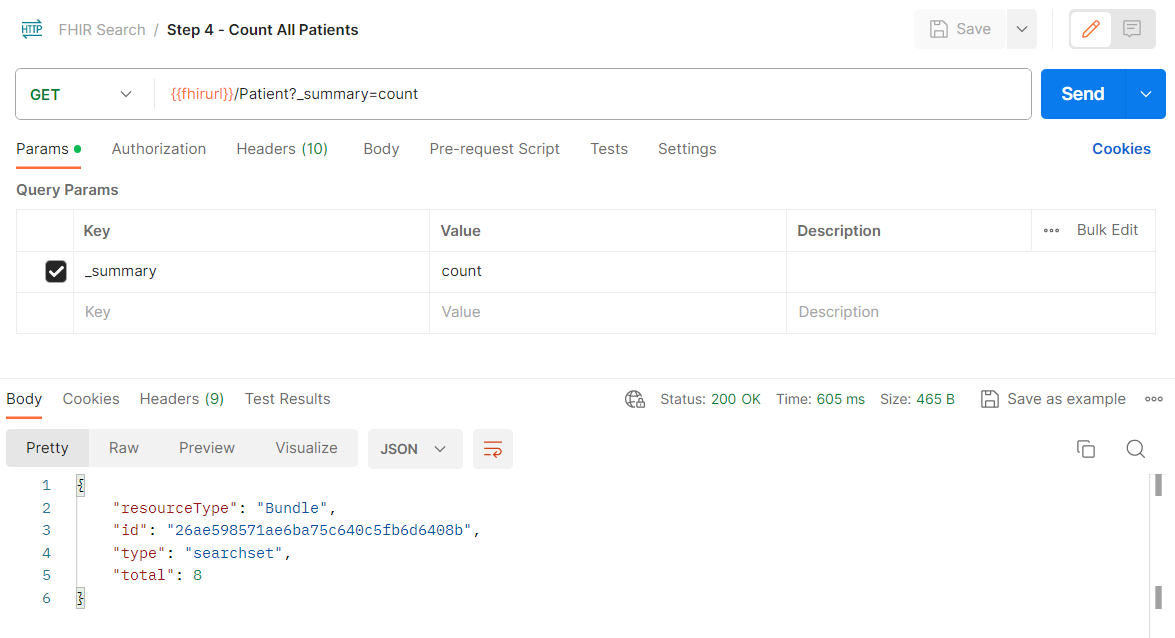 HTTP FHIR Search / Step 4 - Count All Patients Save
GET {{fhirurl}}/Patient?_summary=count Send
Params Authorization Headers (10) Body Pre-request Script Tests Settings Cookies
Query Params
Key Value Description Bulk Edit
_summary count
Key Value Description
Body Cookies Headers (9) Test Results Status: 200 OK Time: 605 ms Size: 465 B Save as example
Pretty Raw Preview Visualize JSON
1 {
2 "resourceType": "Bundle",
3 "id": "26ae598571ae6ba75c640c5fb6d6408b",
4 "type": "searchset",
5 "total": 8
6 }